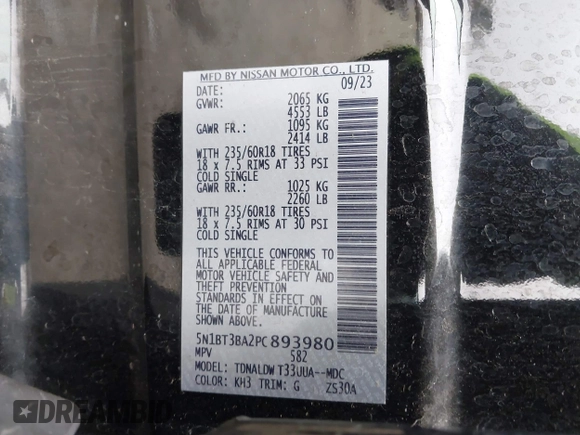 MFD BY NISSAN MOTOR CO., LTD.
DATE: 09/23
GVWR: 2065 KG
4553 LB
GAWR FR.: 1095 KG
2414 LB
WITH 235/60R18 TIRES
18 x 7.5 RIMS AT 33 PSI
COLD SINGLE
GAWR RR.: 1025 KG
2260 LB
WITH 235/60R18 TIRES
18 x 7.5 RIMS AT 30 PSI
COLD SINGLE
THIS VEHICLE CONFORMS TO
ALL APPLICABLE FEDERAL
MOTOR VEHICLE SAFETY AND
THEFT PREVENTION
STANDARDS IN EFFECT ON
THE DATE OF MANUFACTURE
5N1BT3BA2PC893980
MPV 582
MODEL: TDNALDW T33UUA--MDC
COLOR: KH3 TRIM: G ZS30A
DID I OVERPAY.COM